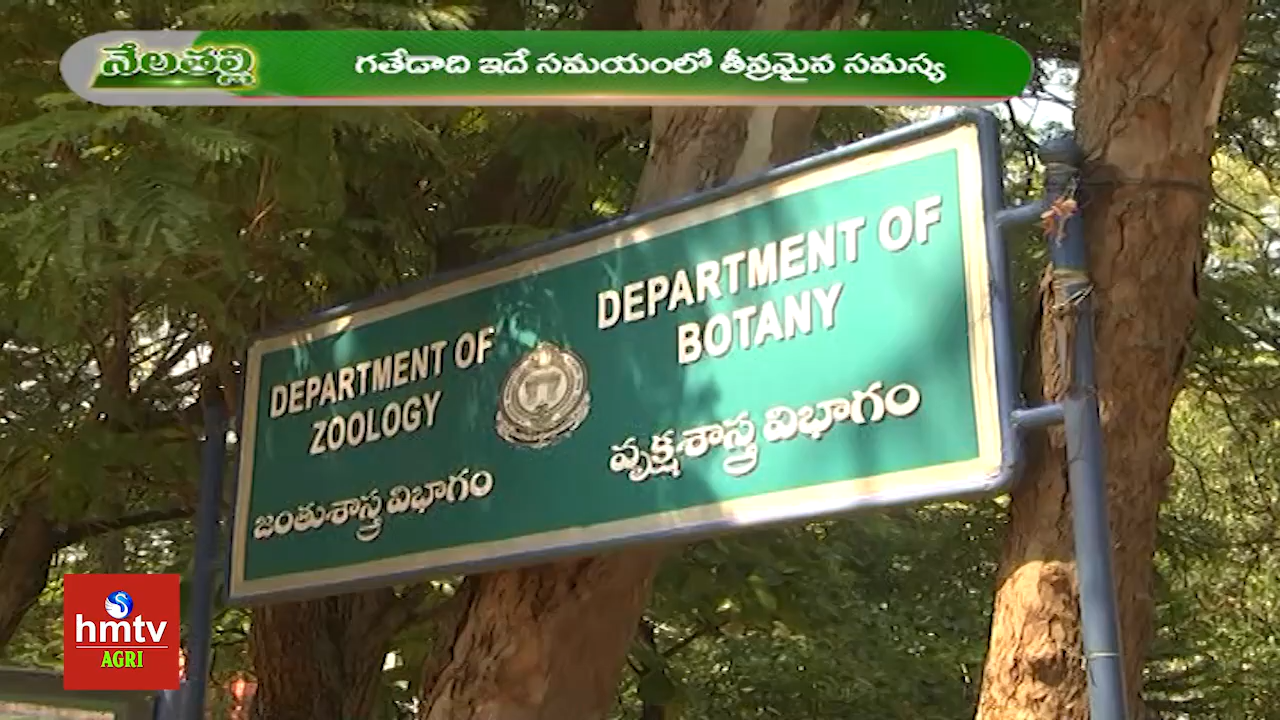 నేలతల్లి
గతేడాది ఇదే సమయంలో తీవ్రమైన సమస్య
DEPARTMENT OF
ZOOLOGY
జంతుశాస్త్ర విభాగం
DEPARTMENT OF
BOTANY
వృక్షశాస్త్ర విభాగం
hmtv
AGRI